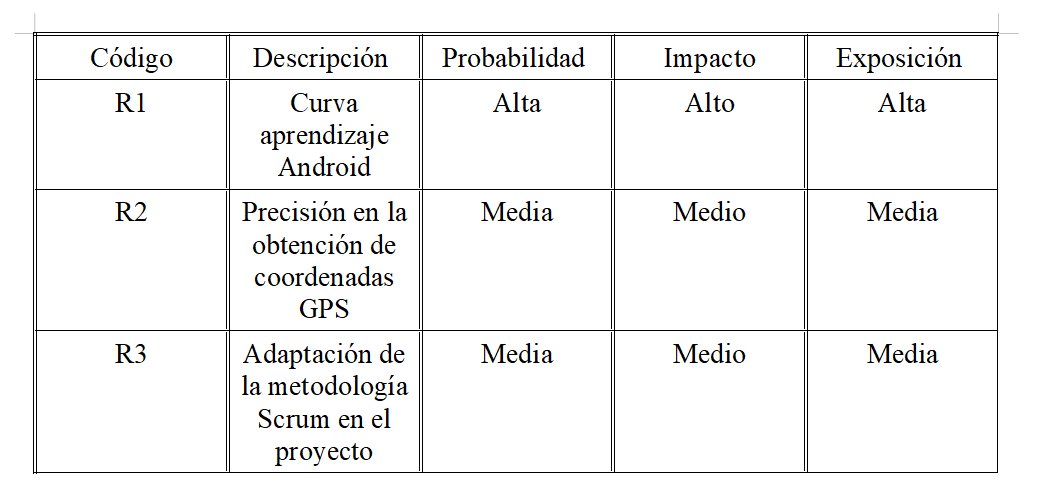 Código Descripción Probabilidad Impacto Exposición
R1 Curva Alta Alto Alta
aprendizaje
Android
R2 Precisión en la Media Medio Media
obtención de
coordenadas
GPS
R3 Adaptación de Media Medio Media
la metodología
Scrum en el
proyecto